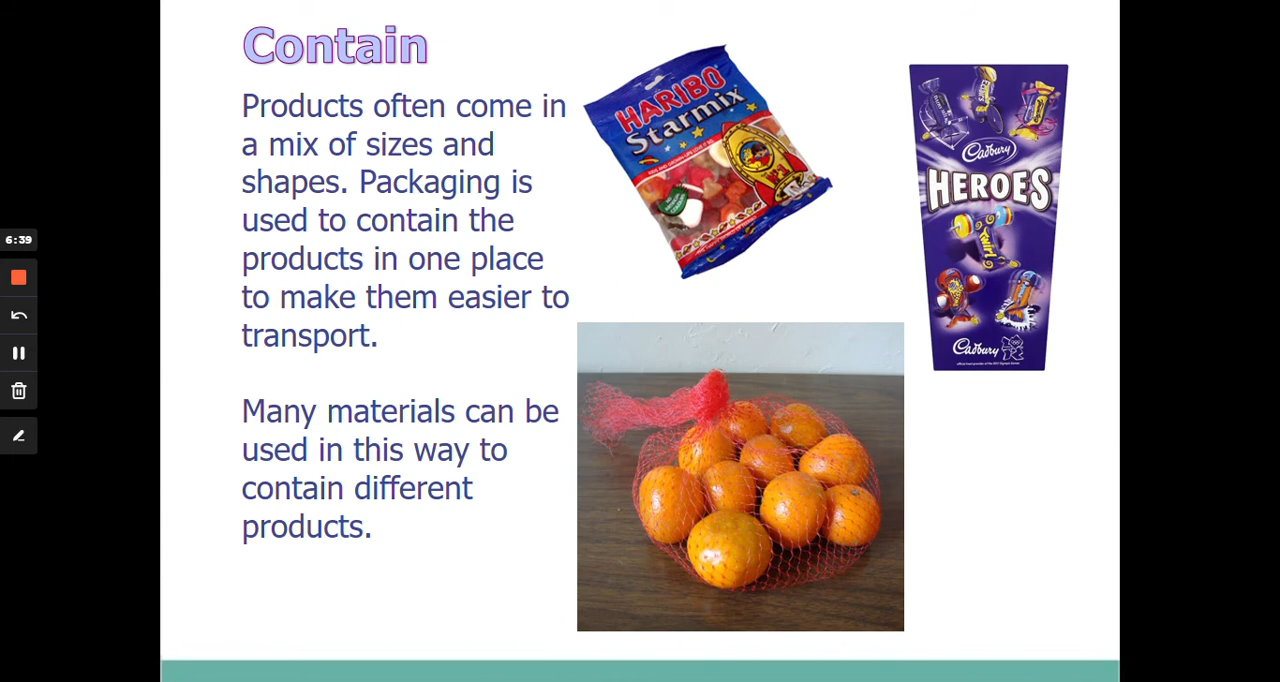 Contain
Products often come in
a mix of sizes and
shapes. Packaging is
used to contain the
products in one place
to make them easier to
transport.
Many materials can be
used in this way to
contain different
products.
HARIBO
Starmix
Cadbury
HEROES
TWIRL
Cadbury
6:39